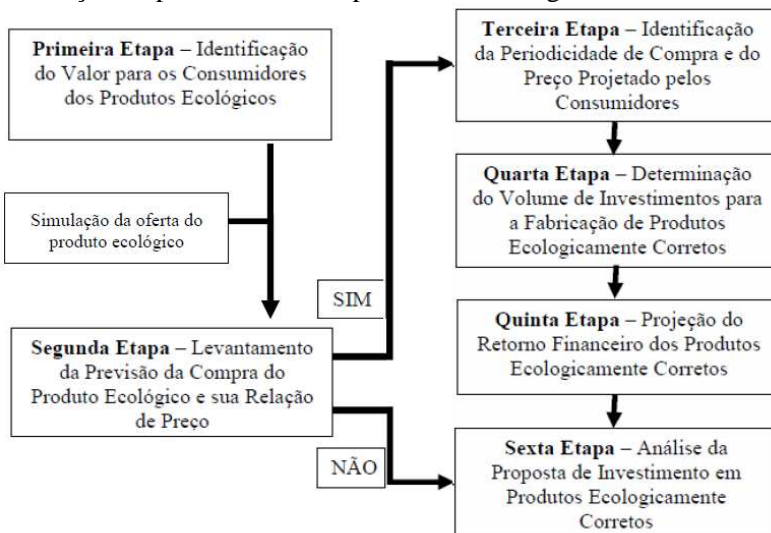 Primeira Etapa – Identificação
do Valor para os Consumidores
dos Produtos Ecológicos
Simulação da oferta do
produto ecológico
Segunda Etapa – Levantamento
da Previsão da Compra do
Produto Ecológico e sua Relação
de Preço
SIM
NÃO
Terceira Etapa – Identificação
da Periodicidade de Compra e do
Preço Projetado pelos
Consumidores
Quarta Etapa – Determinação
do Volume de Investimentos para
a Fabricação de Produtos
Ecologicamente Corretos
Quinta Etapa – Projeção do
Retorno Financeiro dos Produtos
Ecologicamente Corretos
Sexta Etapa – Análise da
Proposta de Investimento em
Produtos Ecologicamente
Corretos